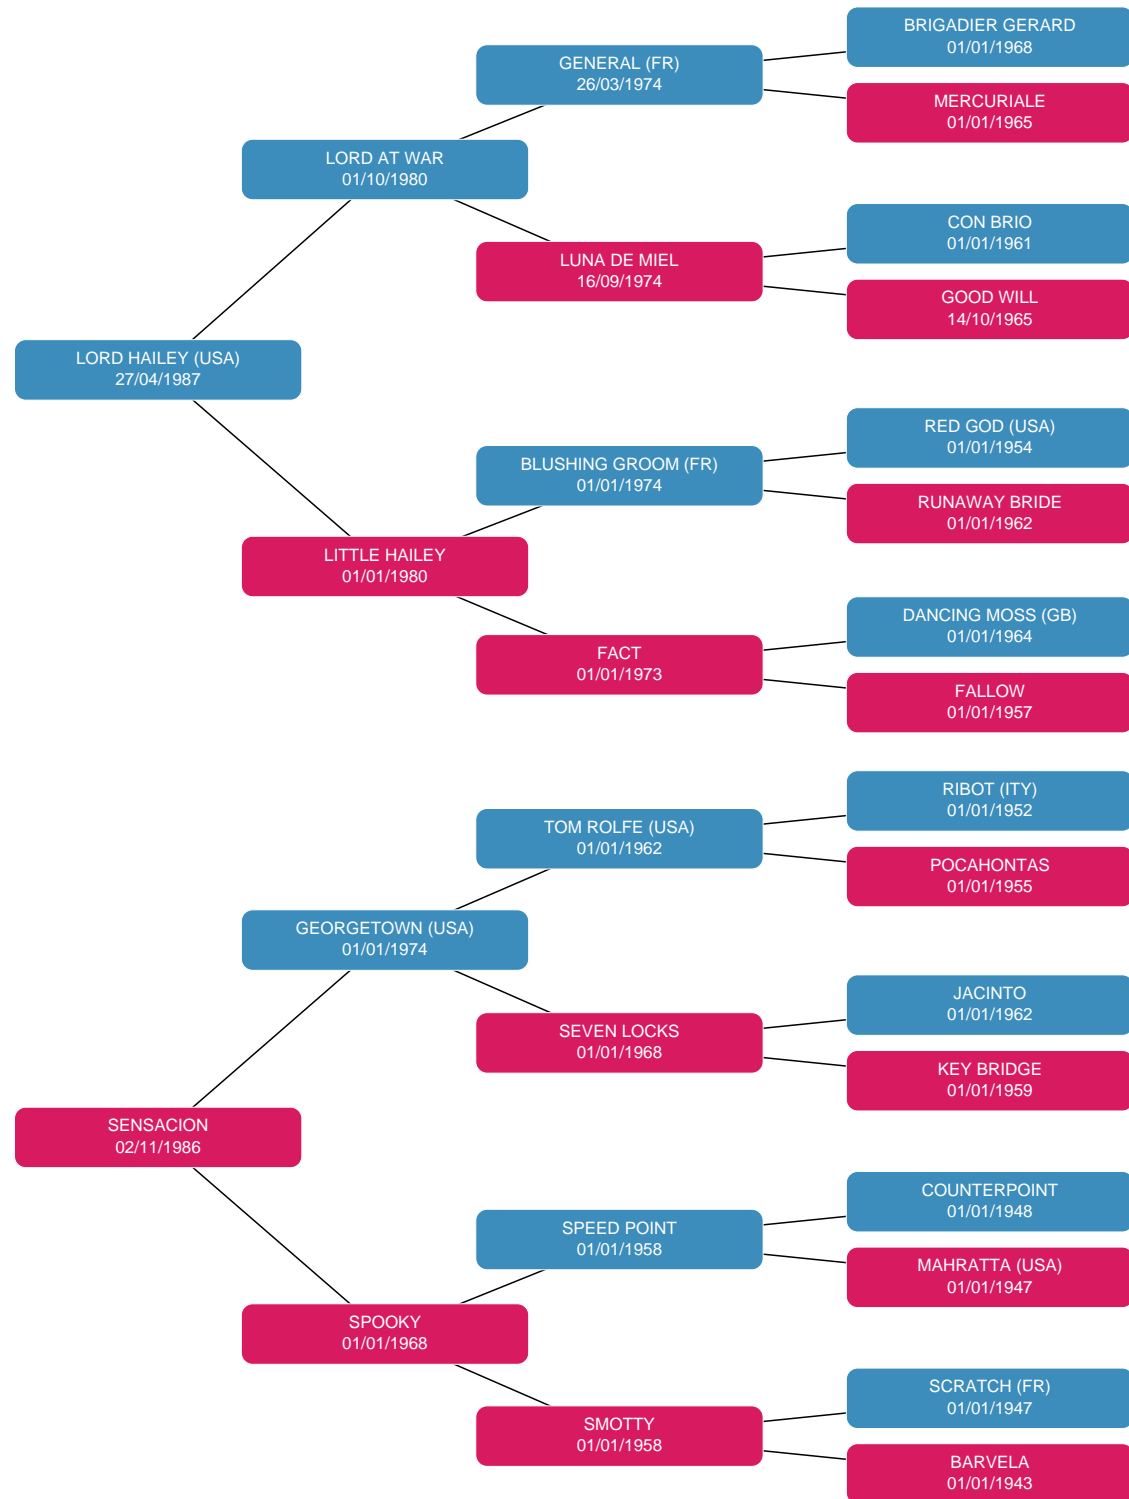 BRIGADIER GERARD
01/01/1968
GENERAL (FR)
26/03/1974
MERCURIALE
01/01/1965
LORD AT WAR
01/10/1980
CON BRIO
01/01/1961
LUNA DE MIEL
16/09/1974
GOOD WILL
14/10/1965
LORD HAILEY (USA)
27/04/1987
RED GOD (USA)
01/01/1954
BLUSHING GROOM (FR)
01/01/1974
RUNAWAY BRIDE
01/01/1962
LITTLE HAILEY
01/01/1980
DANCING MOSS (GB)
01/01/1964
FACT
01/01/1973
FALLOW
01/01/1957
RIBOT (ITY)
01/01/1952
TOM ROLFE (USA)
01/01/1962
POCAHONTAS
01/01/1955
GEORGETOWN (USA)
01/01/1974
JACINTO
01/01/1962
SEVEN LOCKS
01/01/1968
KEY BRIDGE
01/01/1959
SENSACION
02/11/1986
COUNTERPOINT
01/01/1948
SPEED POINT
01/01/1958
MAHRATTA (USA)
01/01/1947
SPOOKY
01/01/1968
SCRATCH (FR)
01/01/1947
SMOTTY
01/01/1958
BARVELA
01/01/1943